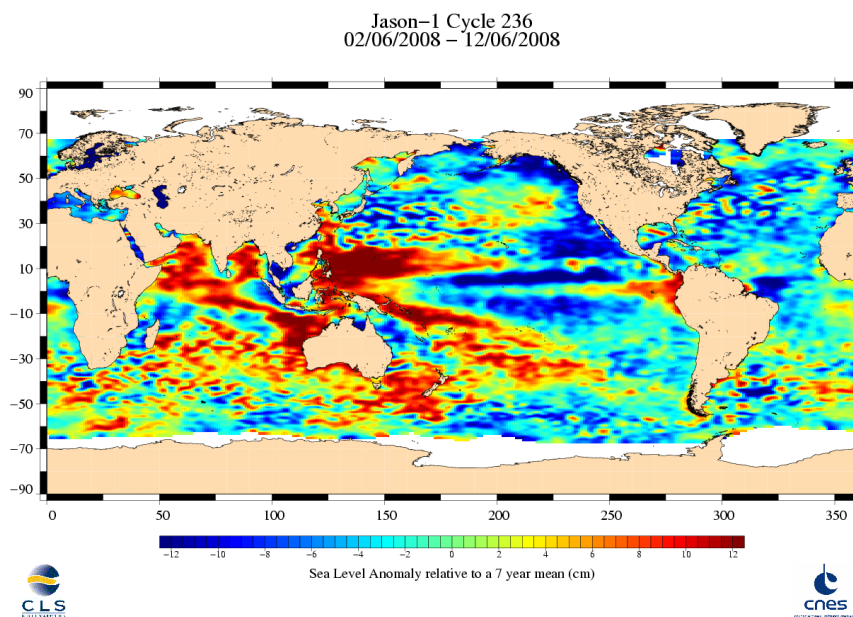 Jason-1 Cycle 236
02/06/2008 − 12/06/2008
90
70
50
30
10
−10
−30
−50
−70
−90
0 50 100 150 200 250 300 350
−12 −10 −8 −6 −4 −2 0 2 4 6 8 10 12
Sea Level Anomaly relative to a 7 year mean (cm)
CLS
cnes